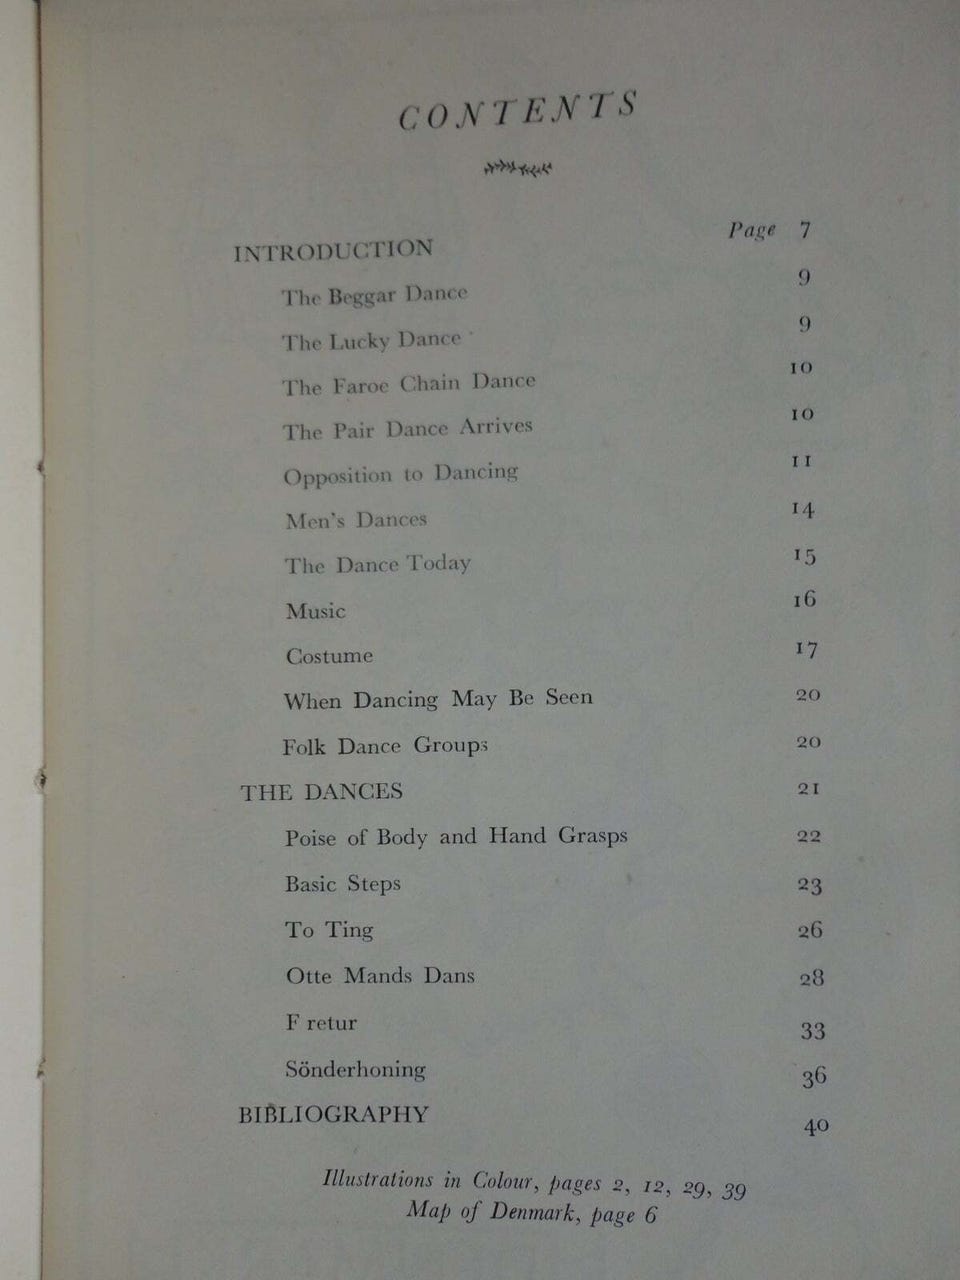 CONTENTS
INTRODUCTION Page 7
The Beggar Dance 9
The Lucky Dance 9
The Faroe Chain Dance 10
The Pair Dance Arrives 10
Opposition to Dancing 11
Men's Dances 14
The Dance Today 15
Music 16
Costume 17
When Dancing May Be Seen 20
Folk Dance Groups 20
THE DANCES 21
Poise of Body and Hand Grasps 22
Basic Steps 23
To Ting 26
Otte Mands Dans 28
F retur 33
Sönderhoning 36
BIBLIOGRAPHY 40
Illustrations in Colour, pages 2, 12, 29, 39
Map of Denmark, page 6